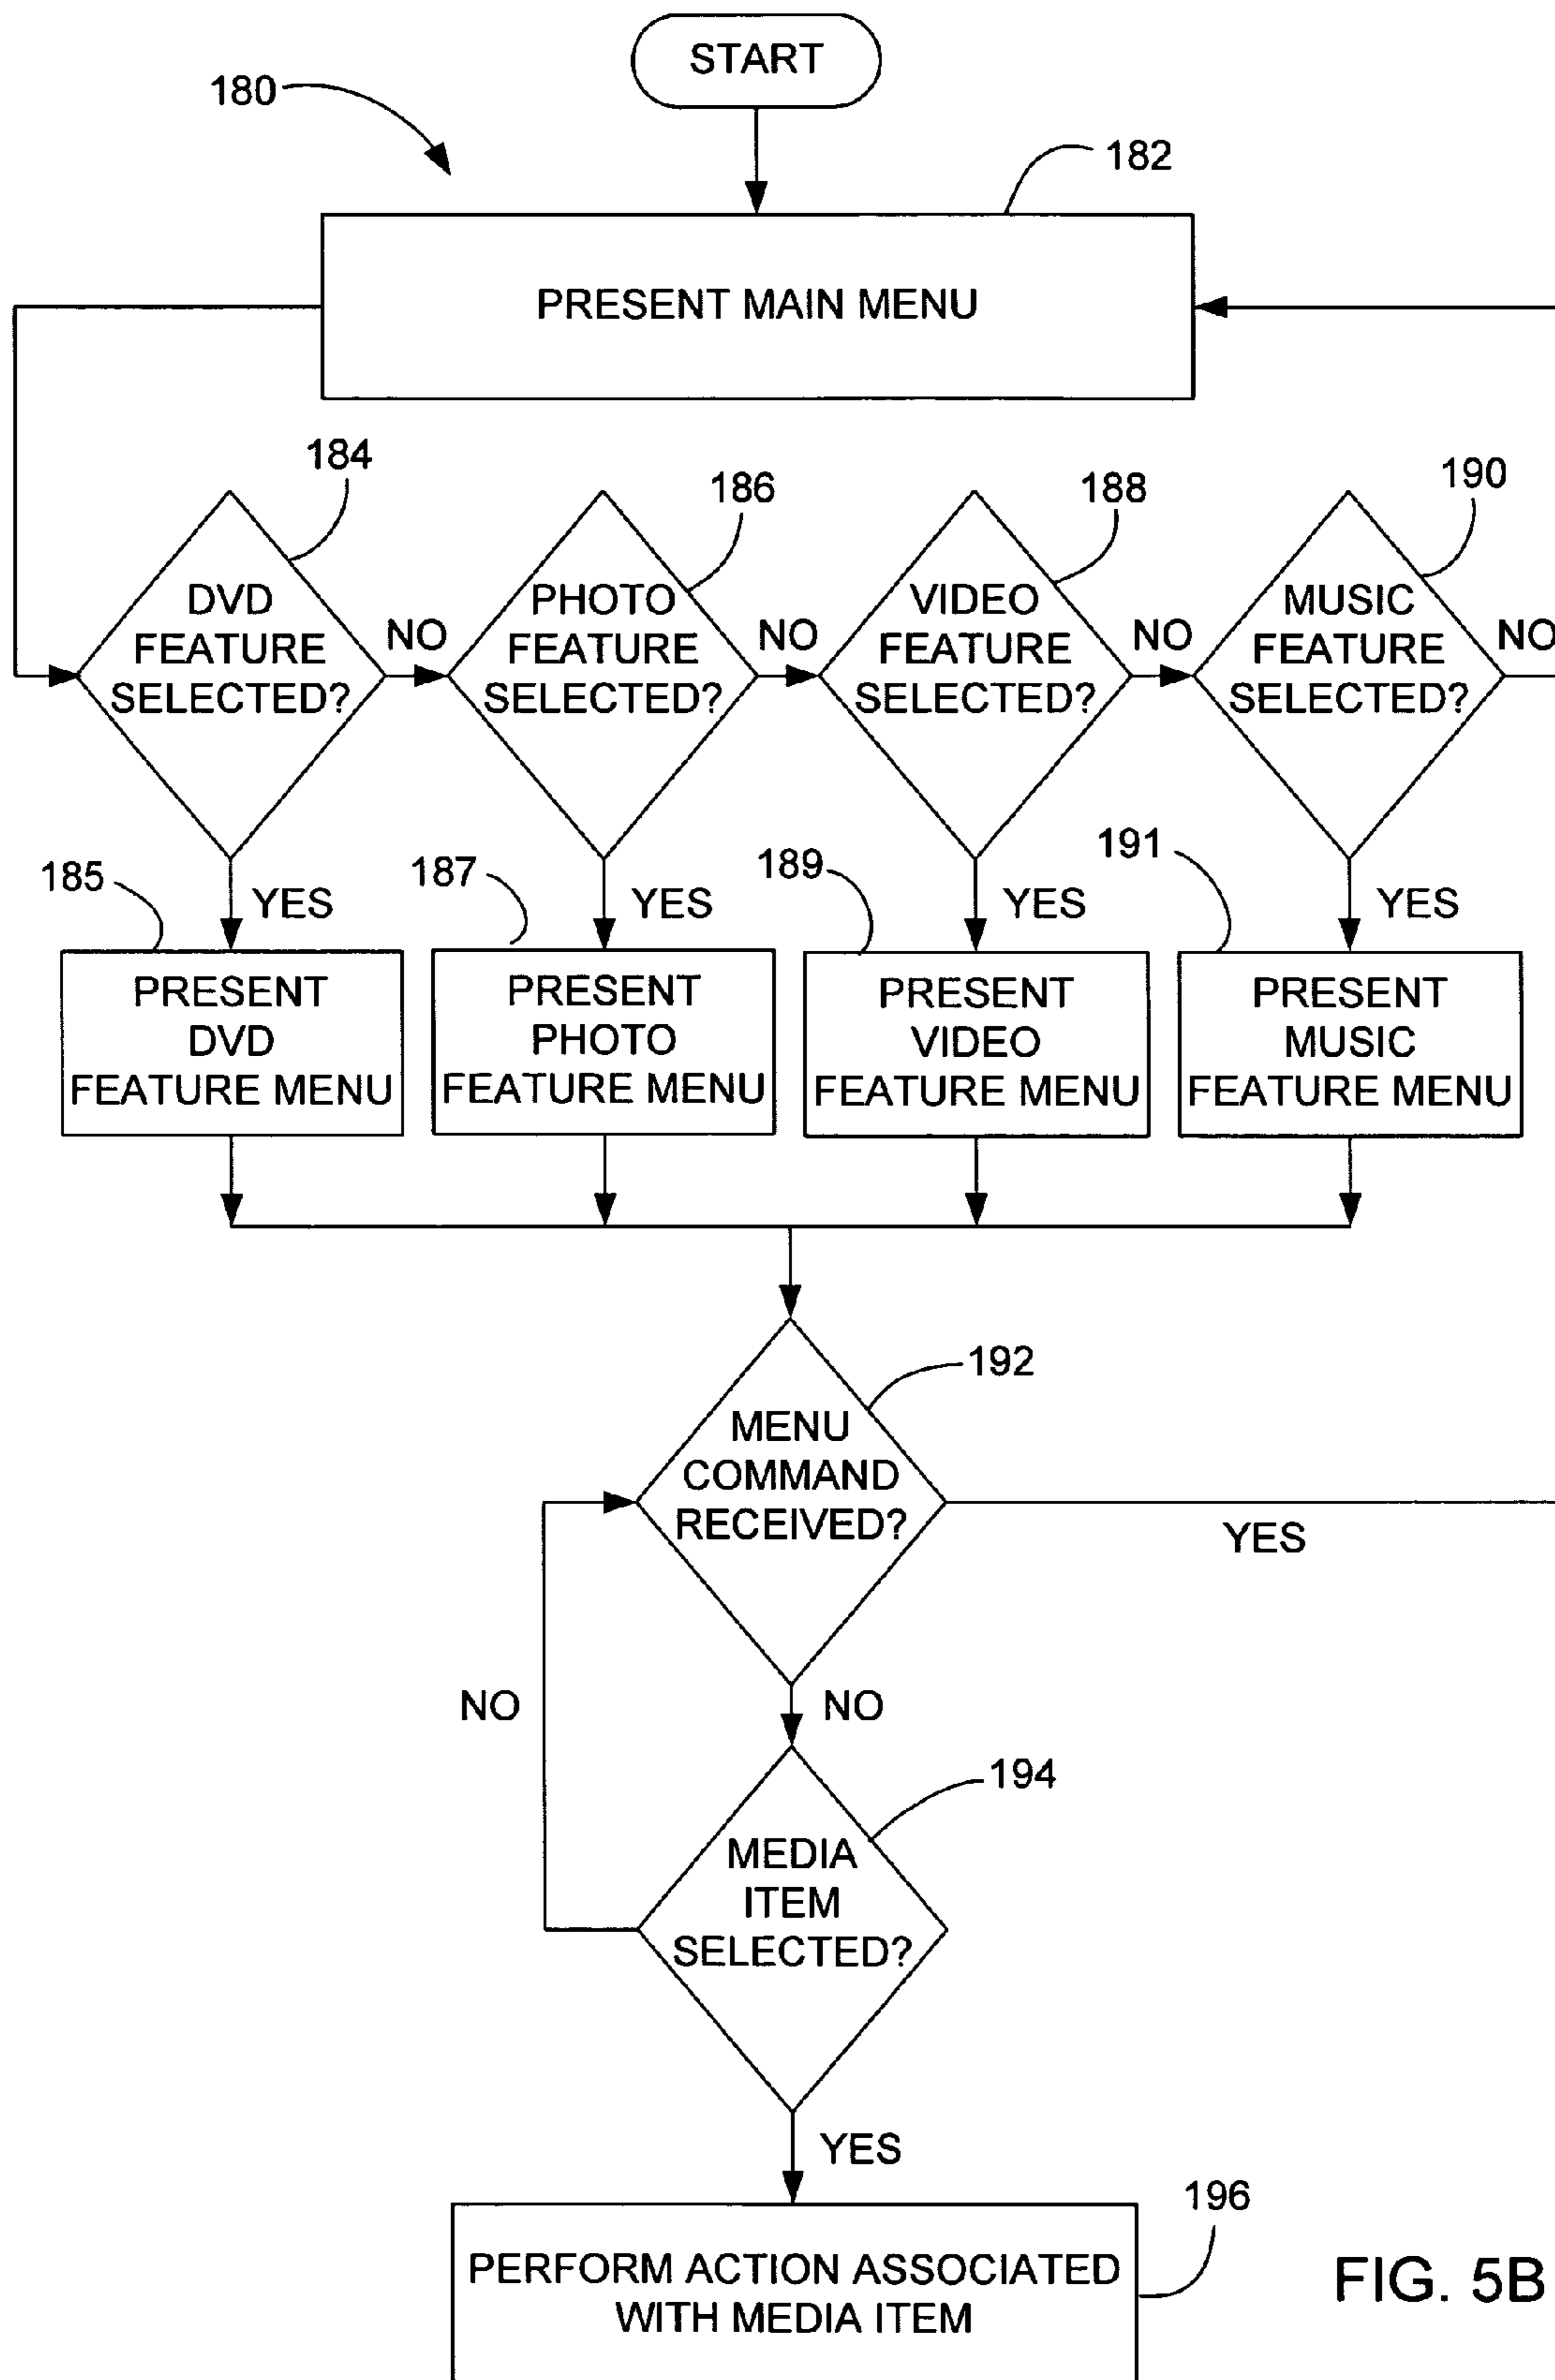 START
180
182
PRESENT MAIN MENU
184
186
188
190
DVD
FEATURE
SELECTED?
NO
PHOTO
FEATURE
SELECTED?
NO
VIDEO
FEATURE
SELECTED?
NO
MUSIC
FEATURE
SELECTED?
NO
185
YES
187
YES
189
YES
191
YES
PRESENT
DVD
FEATURE MENU
PRESENT
PHOTO
FEATURE MENU
PRESENT
VIDEO
FEATURE MENU
PRESENT
MUSIC
FEATURE MENU
192
MENU
COMMAND
RECEIVED?
YES
NO
NO
194
MEDIA
ITEM
SELECTED?
YES
196
PERFORM ACTION ASSOCIATED
WITH MEDIA ITEM
FIG. 5B